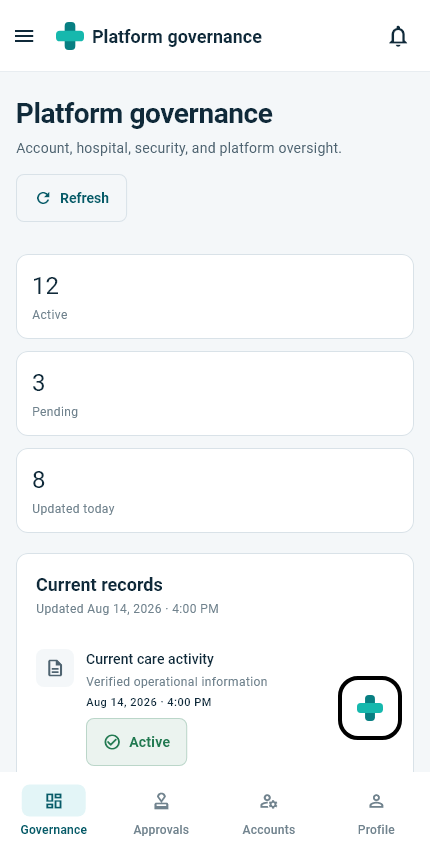 Platform governance
Platform governance
Account, hospital, security, and platform oversight.
Refresh
12
Active
3
Pending
8
Updated today
Current records
Updated Aug 14, 2026 · 4:00 PM
Current care activity
Verified operational information
Aug 14, 2026 · 4:00 PM
Active
Governance
Approvals
Accounts
Profile